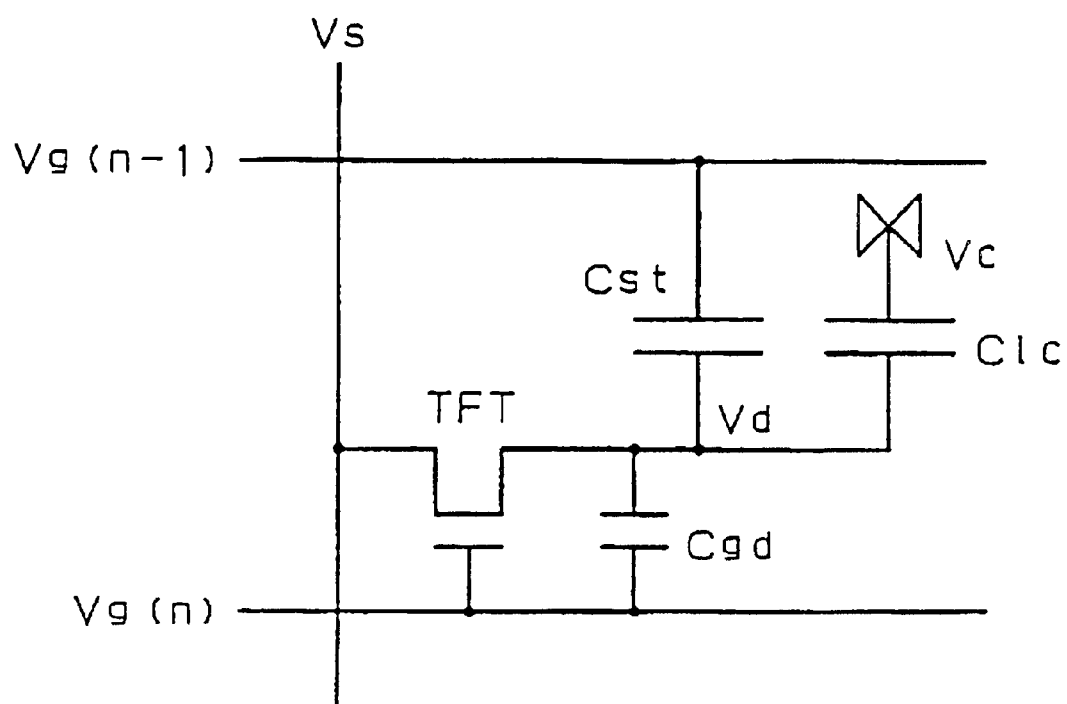 Vs
Vg (n-1)
Vc
Cst
Clc
TFT
Vd
Cgd
Vg (n)